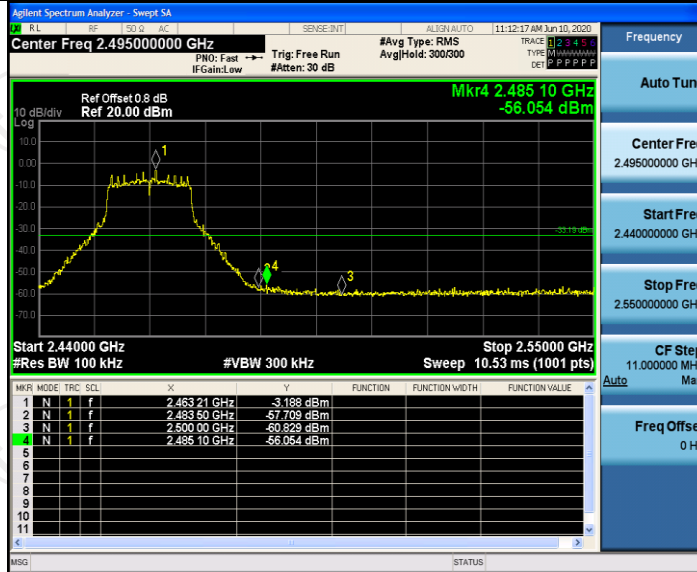 Agilent Spectrum Analyzer - Swept SA
RL RF 50 Ω AC SENSE:INT ALIGN AUTO 11:12:17 AM Jun 10, 2020
Center Freq 2.495000000 GHz
PNO: Fast
IFGain:Low
Trig: Free Run
#Atten: 30 dB
#Avg Type: RMS
Avg|Hold: 300/300
TRACE 1 2 3 4 5 6
TYPE M
DET P P P P P P
Mkr4 2.485 10 GHz
-56.054 dBm
Ref Offset 0.8 dB
Ref 20.00 dBm
10 dB/div
Log
10.0
0.00
-10.0
-20.0
-30.0
-40.0
-50.0
-60.0
-70.0
1
4
3
-33.19 dBm
Start 2.44000 GHz
#Res BW 100 kHz
#VBW 300 kHz
Stop 2.55000 GHz
Sweep 10.53 ms (1001 pts)
MKR MODE TRC SCL X Y FUNCTION FUNCTION WIDTH FUNCTION VALUE
1 N 1 f 2.463 21 GHz -3.188 dBm
2 N 1 f 2.483 50 GHz -57.709 dBm
3 N 1 f 2.500 00 GHz -60.829 dBm
4 N 1 f 2.485 10 GHz -56.054 dBm
5
6
7
8
9
10
11
MSG STATUS
Frequency
Auto Tun
Center Fre
2.495000000 GH
Start Fre
2.440000000 GH
Stop Fre
2.550000000 GH
CF Ste
11.000000 MH
Auto Ma
Freq Offse
0 H